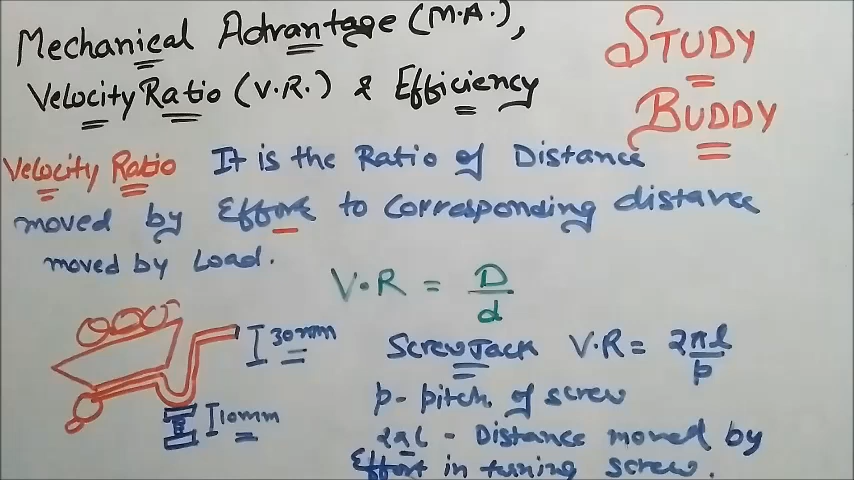 Mechanical Advantage (M.A.),
Velocity Ratio (V.R.) & Efficiency
STUDY
BUDDY
Velocity Ratio It is the Ratio of Distance
moved by Effort to corresponding distance
moved by Load.
V.R = D/d
30mm
10mm
Screw Jack V.R = 2πl/p
p - pitch of screw
2πl - Distance moved by
Effort in turning screw.